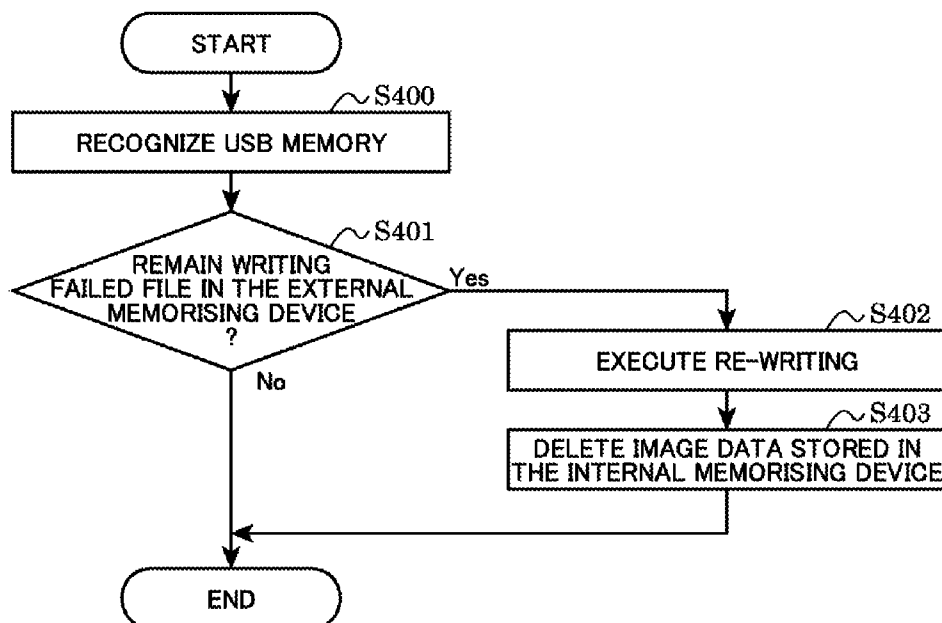 START
S400
RECOGNIZE USB MEMORY
S401
REMAIN WRITING
FAILED FILE IN THE EXTERNAL
MEMORISING DEVICE
?
Yes
No
S402
EXECUTE RE-WRITING
S403
DELETE IMAGE DATA STORED IN
THE INTERNAL MEMORISING DEVICE
END